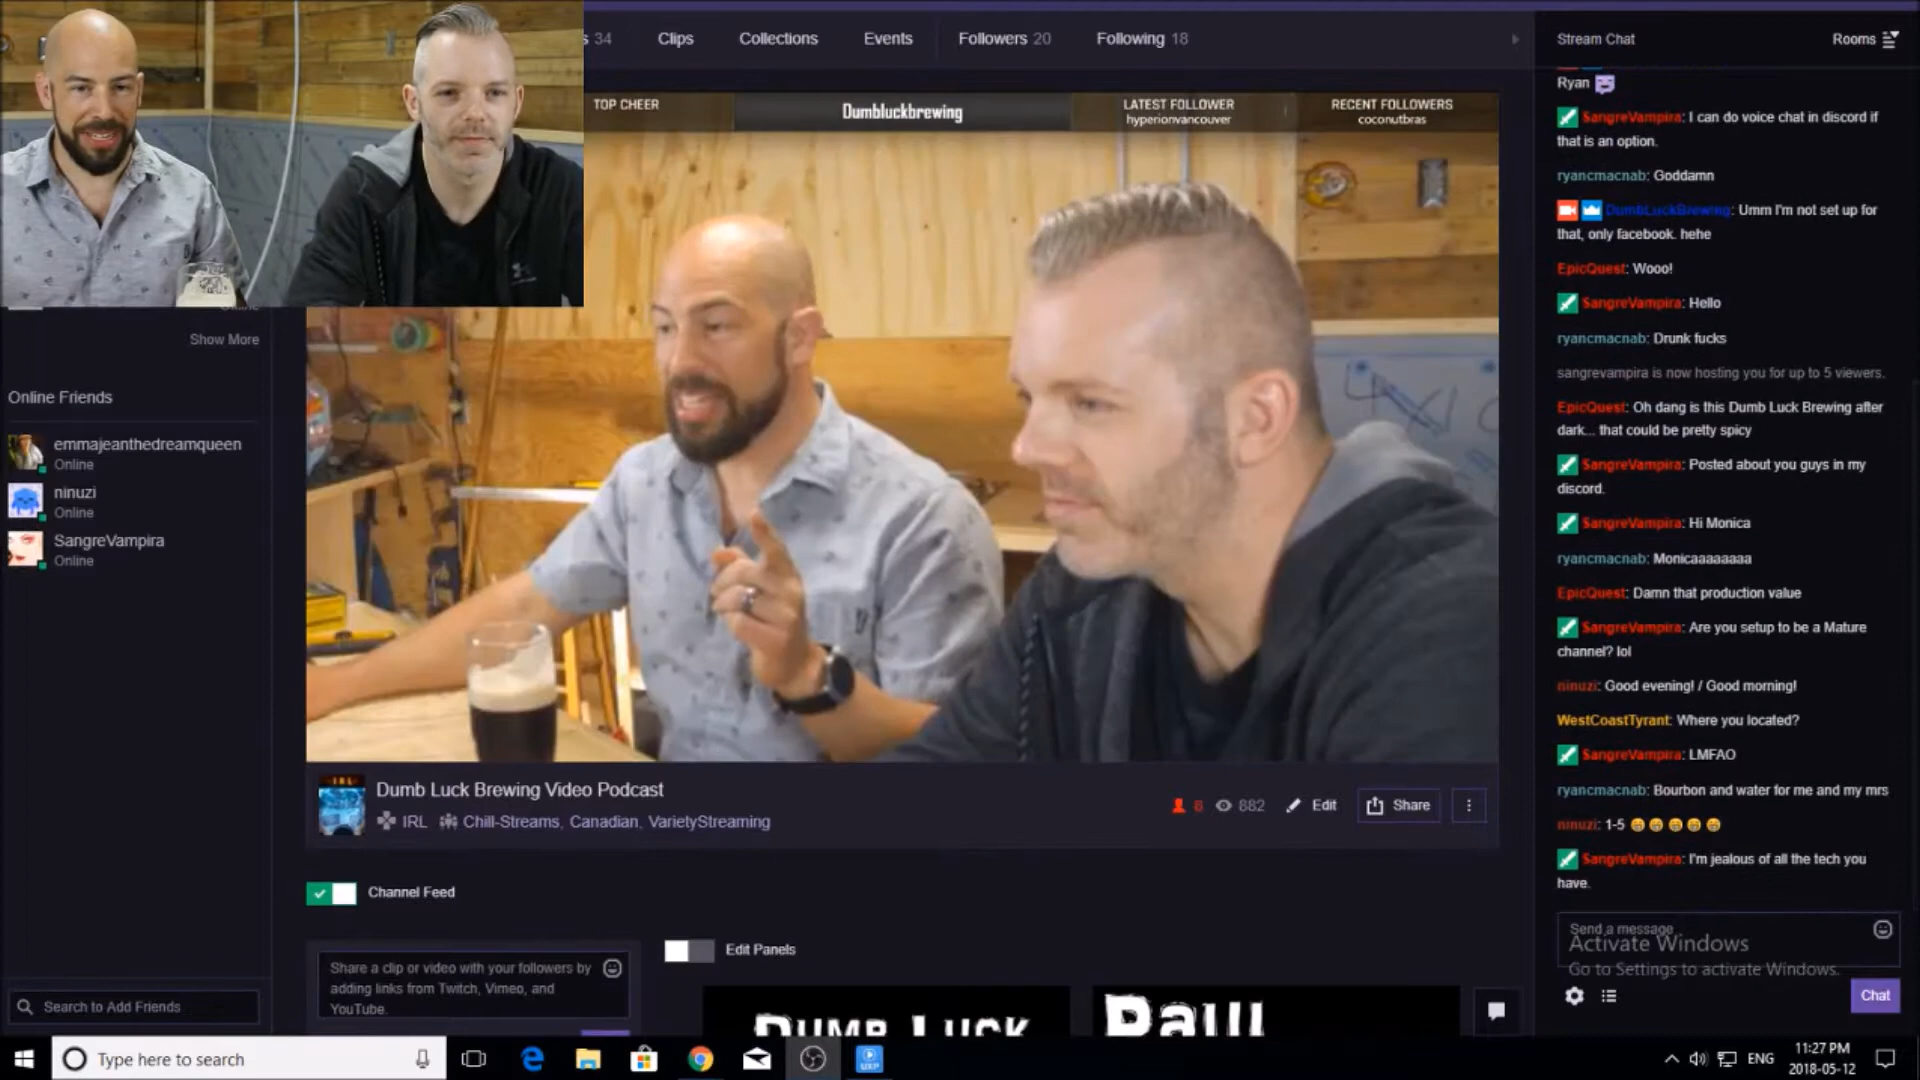 34 Clips Collections Events Followers 20 Following 18
Stream Chat
Rooms
TOP CHEER
Dumbluckbrewing
LATEST FOLLOWER
hyperionvancouver
RECENT FOLLOWERS
coconutbras
Show More
Online Friends
emmajeanthedreamqueen
Online
ninuzi
Online
SangreVampira
Online
Search to Add Friends
Dumb Luck Brewing Video Podcast
IRL Chill-Streams, Canadian, VarietyStreaming
8 882 Edit Share
Channel Feed
Share a clip or video with your followers by
adding links from Twitch, Vimeo, and
YouTube.
Edit Panels
DUMB LUCK
Paul
Ryan
SangreVampira: I can do voice chat in discord if
that is an option.
ryancmacnab: Goddamn
DumbLuckBrewing: Umm I'm not set up for
that, only facebook. hehe
EpicQuest: Wooo!
SangreVampira: Hello
ryancmacnab: Drunk fucks
sangrevampira is now hosting you for up to 5 viewers.
EpicQuest: Oh dang is this Dumb Luck Brewing after
dark... that could be pretty spicy
SangreVampira: Posted about you guys in my
discord.
SangreVampira: Hi Monica
ryancmacnab: Monicaaaaaaaa
EpicQuest: Damn that production value
SangreVampira: Are you setup to be a Mature
channel? lol
ninuzi: Good evening! / Good morning!
WestCoastTyrant: Where you located?
SangreVampira: LMFAO
ryancmacnab: Bourbon and water for me and my mrs
ninuzi: 1-5 😁😁😁😁😁
SangreVampira: I'm jealous of all the tech you
have.
Send a message
Activate Windows
Go to Settings to activate Windows.
Chat
Type here to search
UXP
ENG
11:27 PM
2018-05-12